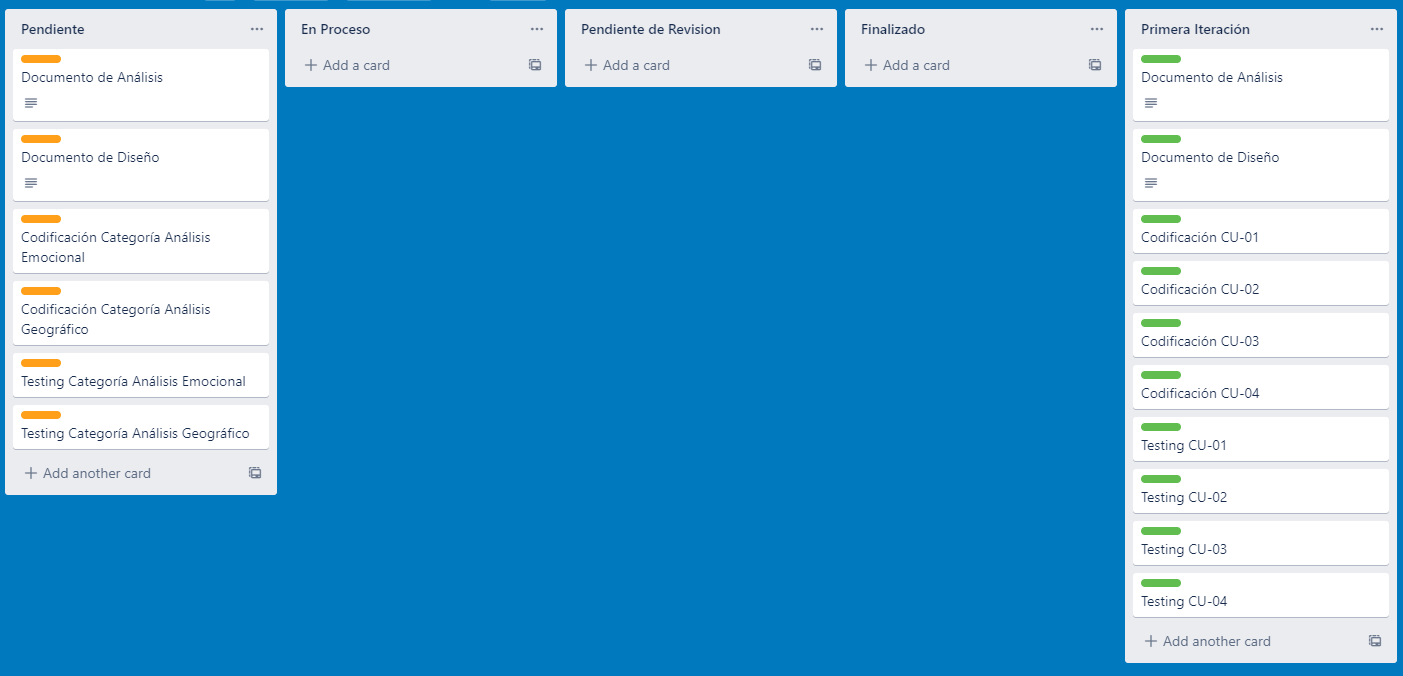 Pendiente
Documento de Análisis
Documento de Diseño
Codificación Categoría Análisis
Emocional
Codificación Categoría Análisis
Geográfico
Testing Categoría Análisis Emocional
Testing Categoría Análisis Geográfico
Add another card
En Proceso
Add a card
Pendiente de Revision
Add a card
Finalizado
Add a card
Primera Iteración
Documento de Análisis
Documento de Diseño
Codificación CU-01
Codificación CU-02
Codificación CU-03
Codificación CU-04
Testing CU-01
Testing CU-02
Testing CU-03
Testing CU-04
Add another card